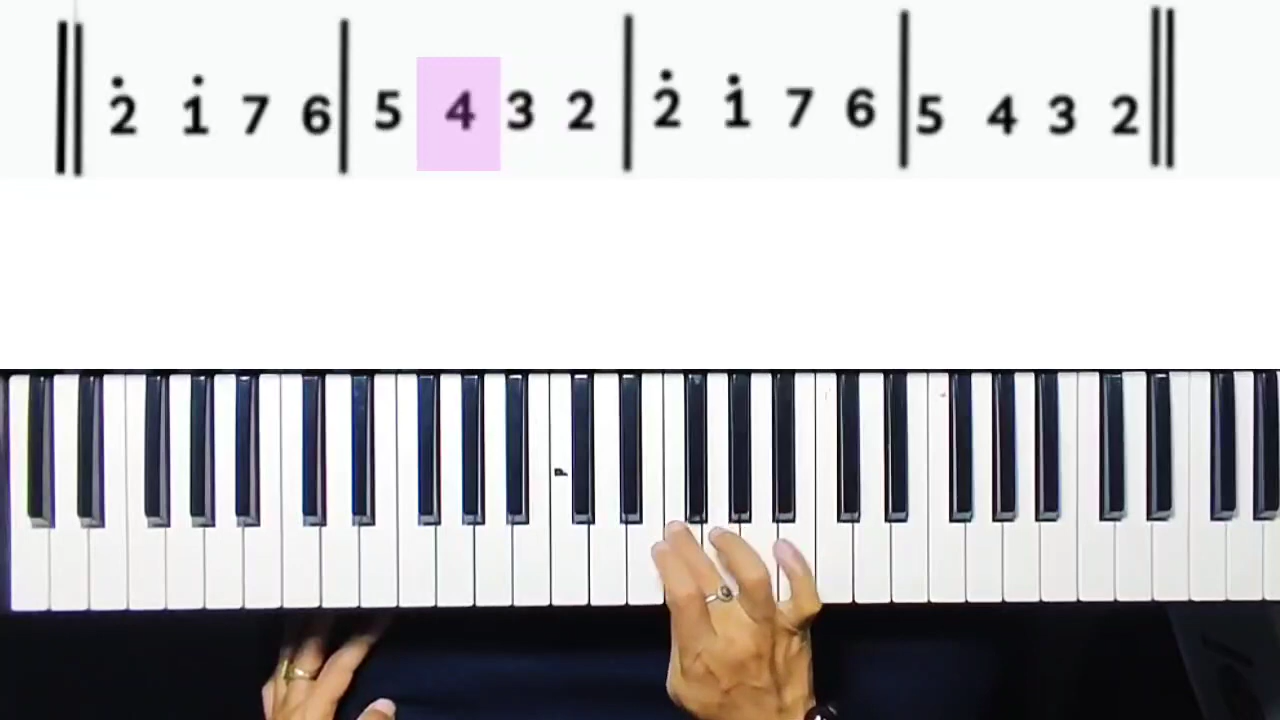 ‖ 2̇ 1̇ 7 6 | 5 4 3 2 | 2̇ 1̇ 7 6 | 5 4 3 2 ‖